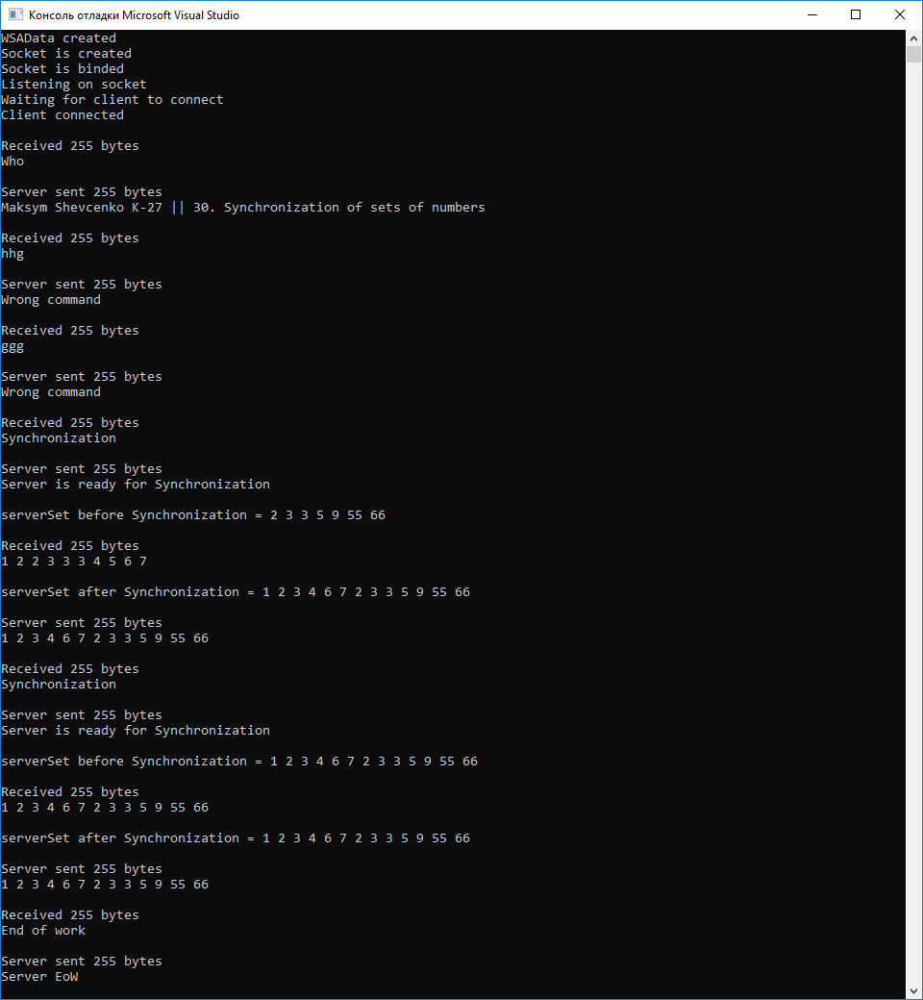 Консоль отладки Microsoft Visual Studio
WSAData created
Socket is created
Socket is binded
Listening on socket
Waiting for client to connect
Client connected
Received 255 bytes
Who
Server sent 255 bytes
Maksym Shevcenko K-27 || 30. Synchronization of sets of numbers
Received 255 bytes
hhg
Server sent 255 bytes
Wrong command
Received 255 bytes
ggg
Server sent 255 bytes
Wrong command
Received 255 bytes
Synchronization
Server sent 255 bytes
Server is ready for Synchronization
serverSet before Synchronization = 2 3 3 5 9 55 66
Received 255 bytes
1 2 2 3 3 3 4 5 6 7
serverSet after Synchronization = 1 2 3 4 6 7 2 3 3 5 9 55 66
Server sent 255 bytes
1 2 3 4 6 7 2 3 3 5 9 55 66
Received 255 bytes
Synchronization
Server sent 255 bytes
Server is ready for Synchronization
serverSet before Synchronization = 1 2 3 4 6 7 2 3 3 5 9 55 66
Received 255 bytes
1 2 3 4 6 7 2 3 3 5 9 55 66
serverSet after Synchronization = 1 2 3 4 6 7 2 3 3 5 9 55 66
Server sent 255 bytes
1 2 3 4 6 7 2 3 3 5 9 55 66
Received 255 bytes
End of work
Server sent 255 bytes
Server EoW